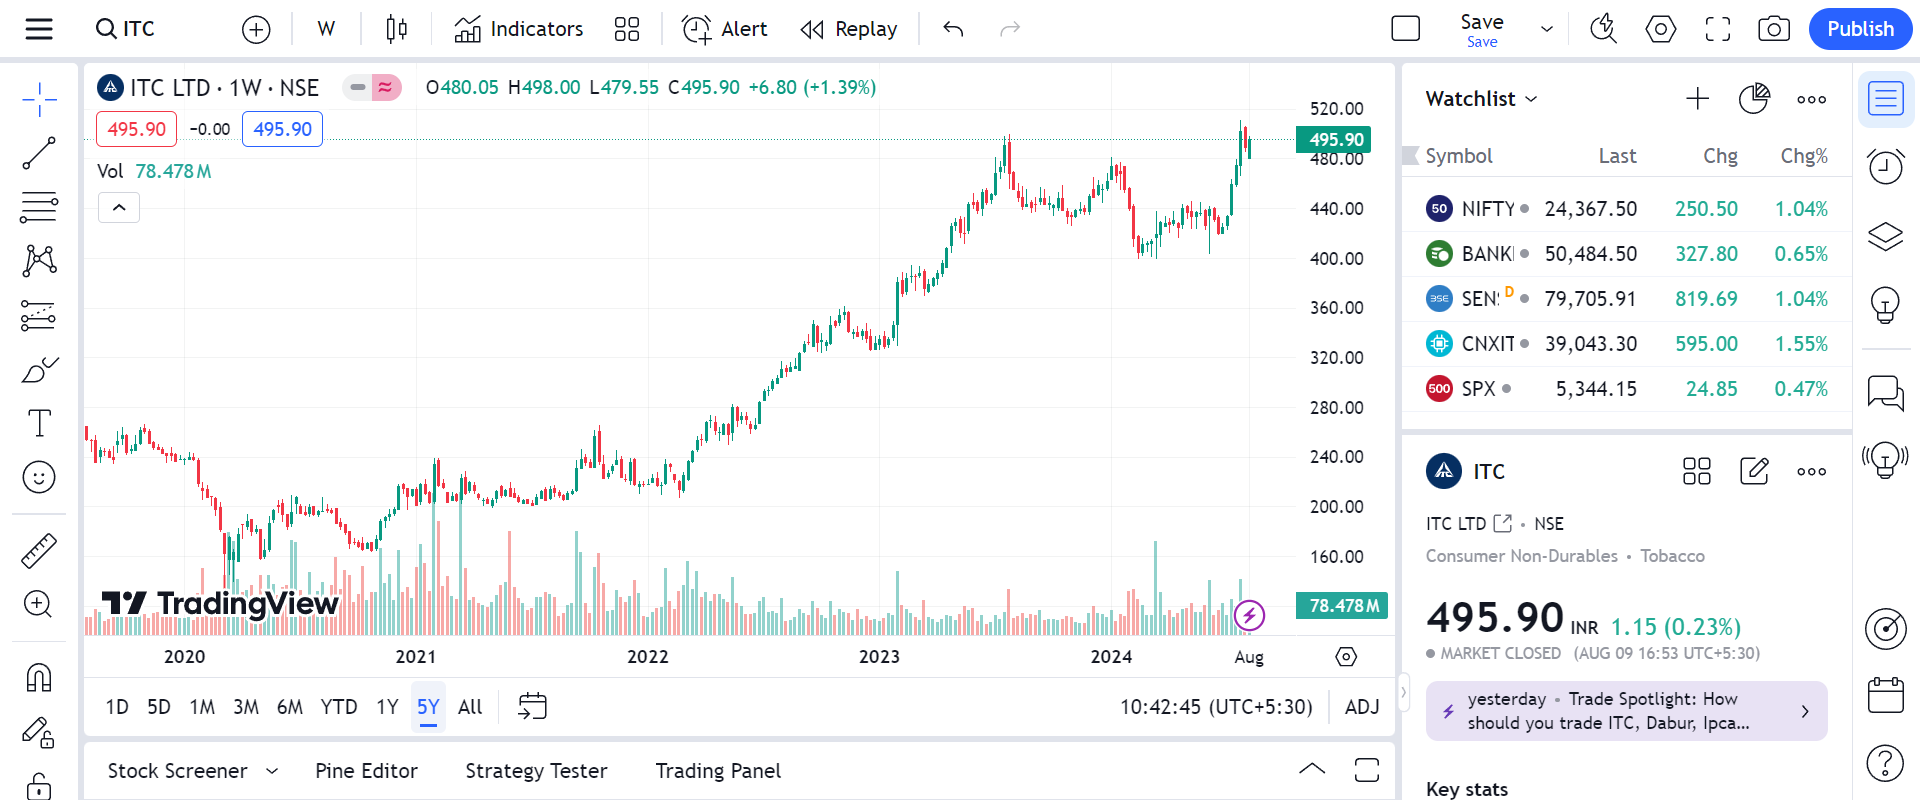 ITC
W
Indicators
Alert
Replay
Save
Save
Publish
ITC LTD · 1W · NSE
O480.05 H498.00 L479.55 C495.90 +6.80 (+1.39%)
495.90 −0.00 495.90
Vol 78.478M
520.00
495.90
480.00
440.00
400.00
360.00
320.00
280.00
240.00
200.00
160.00
78.478M
TradingView
2020 2021 2022 2023 2024 Aug
1D 5D 1M 3M 6M YTD 1Y 5Y All
10:42:45 (UTC+5:30) ADJ
Stock Screener Pine Editor Strategy Tester Trading Panel
Watchlist
Symbol Last Chg Chg%
50 NIFTY 24,367.50 250.50 1.04%
BANK 50,484.50 327.80 0.65%
BSE SEN D 79,705.91 819.69 1.04%
CNXIT 39,043.30 595.00 1.55%
500 SPX 5,344.15 24.85 0.47%
ITC
ITC LTD · NSE
Consumer Non-Durables • Tobacco
495.90 INR 1.15 (0.23%)
MARKET CLOSED (AUG 09 16:53 UTC+5:30)
yesterday • Trade Spotlight: How
should you trade ITC, Dabur, Ipca...
Key stats